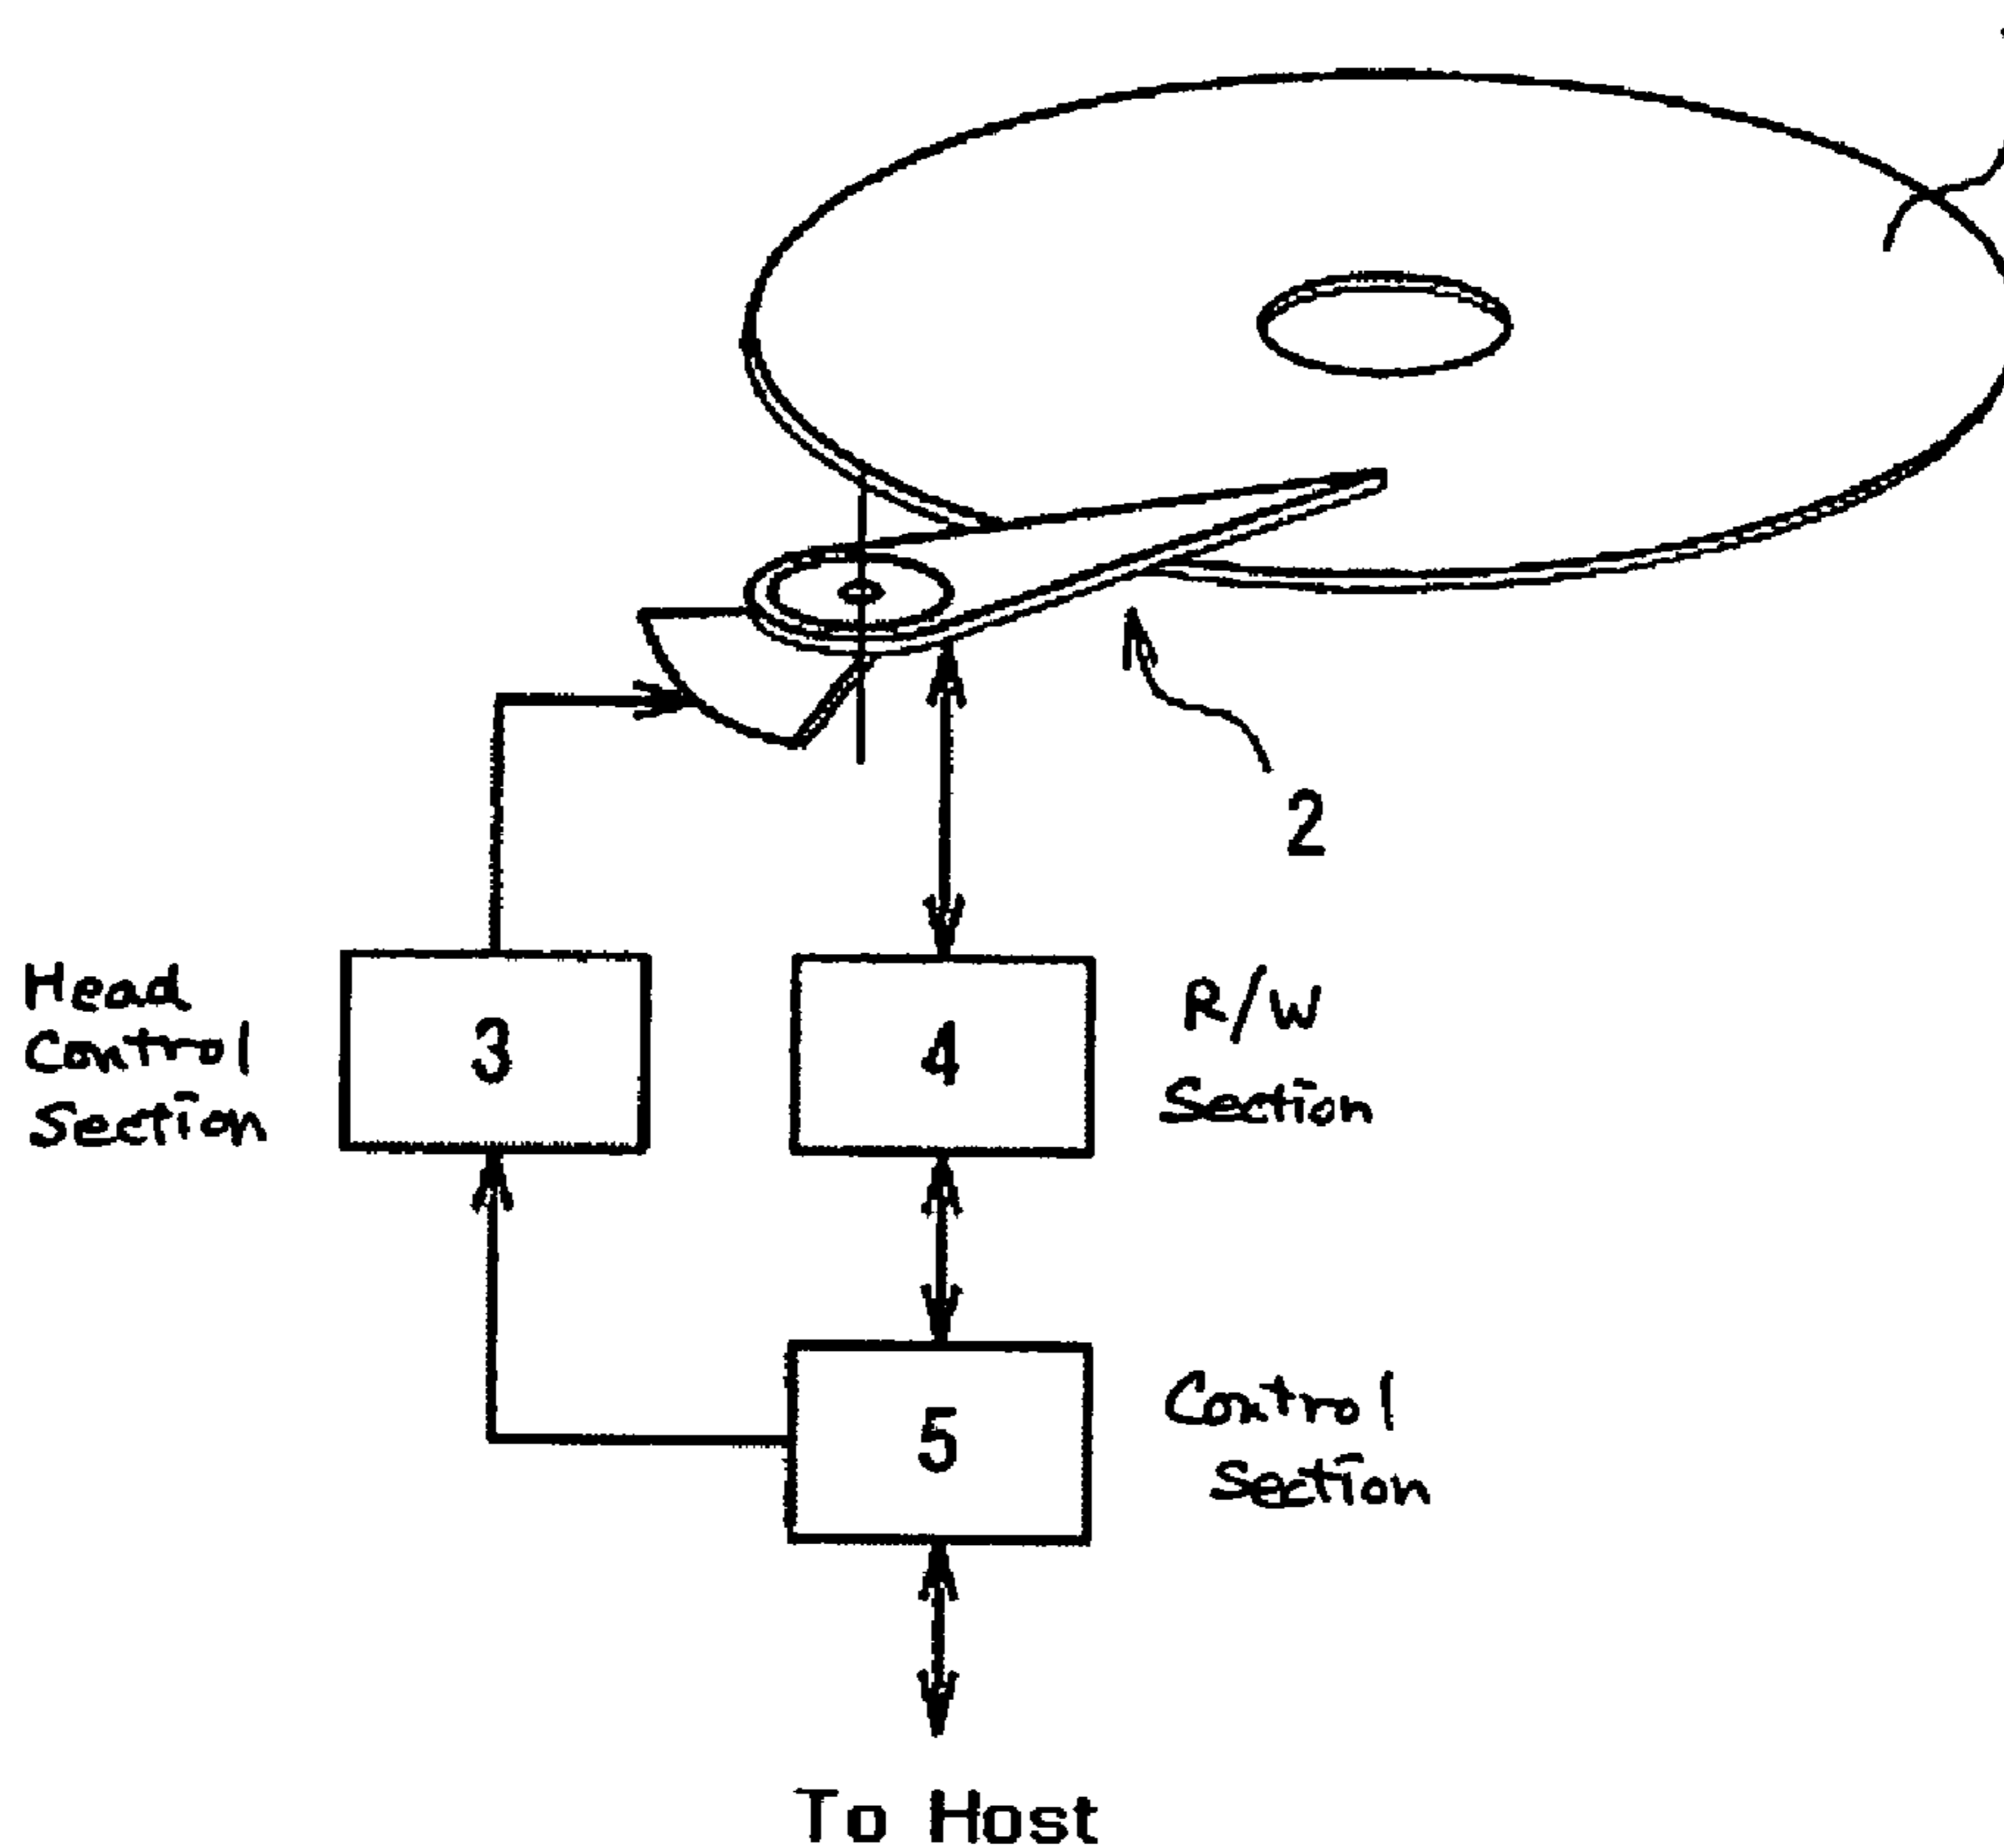 2
Head
Control
Section
3
4
R/W
Section
5
Control
Section
To Host